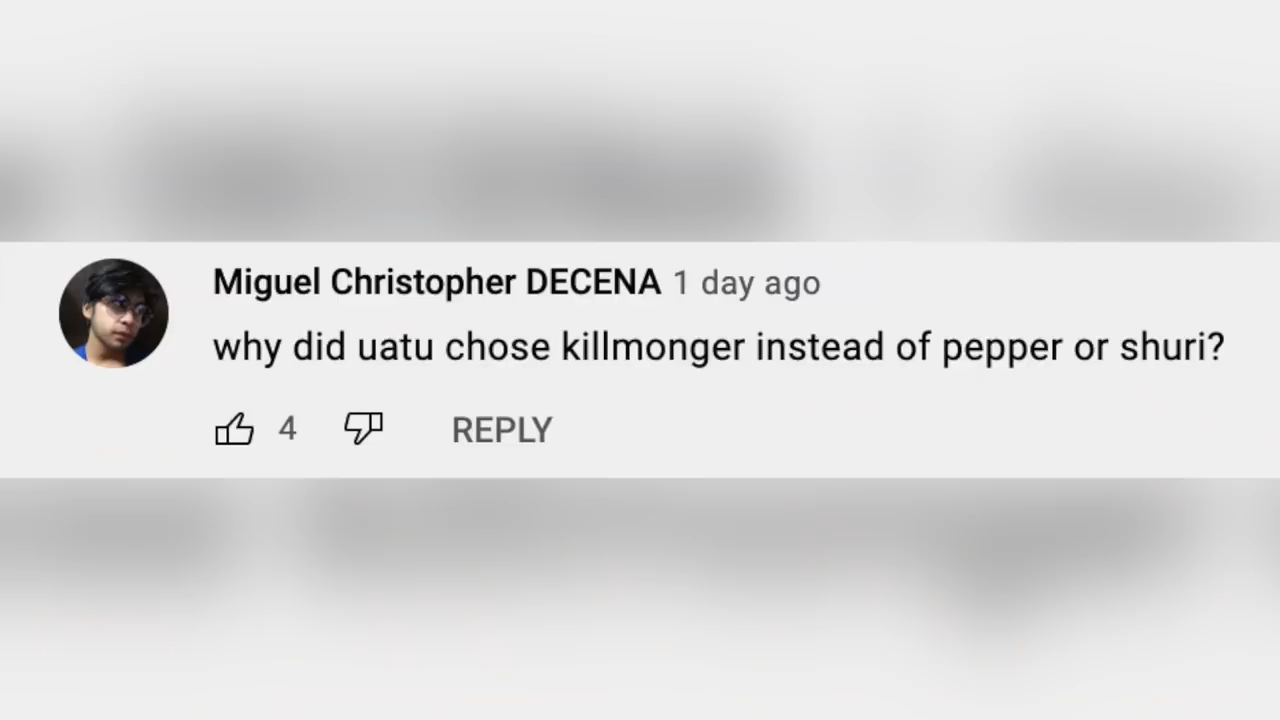 Miguel Christopher DECENA 1 day ago
why did uatu chose killmonger instead of pepper or shuri?
4 REPLY